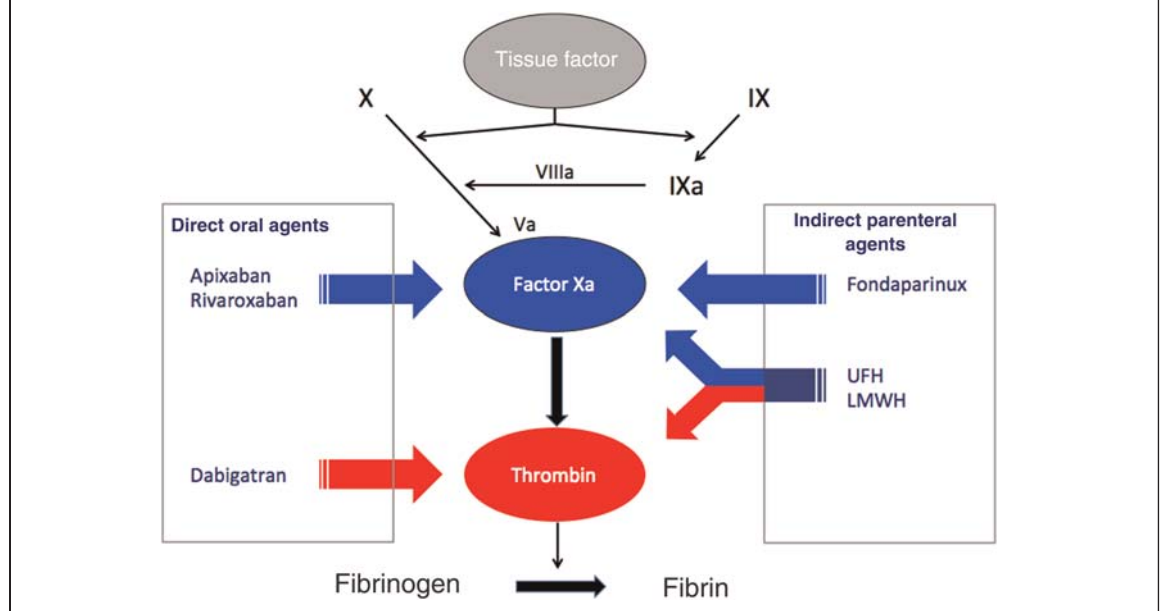 Tissue factor
X
IX
VIIIa
IXa
Direct oral agents
Va
Indirect parenteral
agents
Apixaban
Rivaroxaban
Factor Xa
Fondaparinux
UFH
LMWH
Dabigatran
Thrombin
Fibrinogen
Fibrin